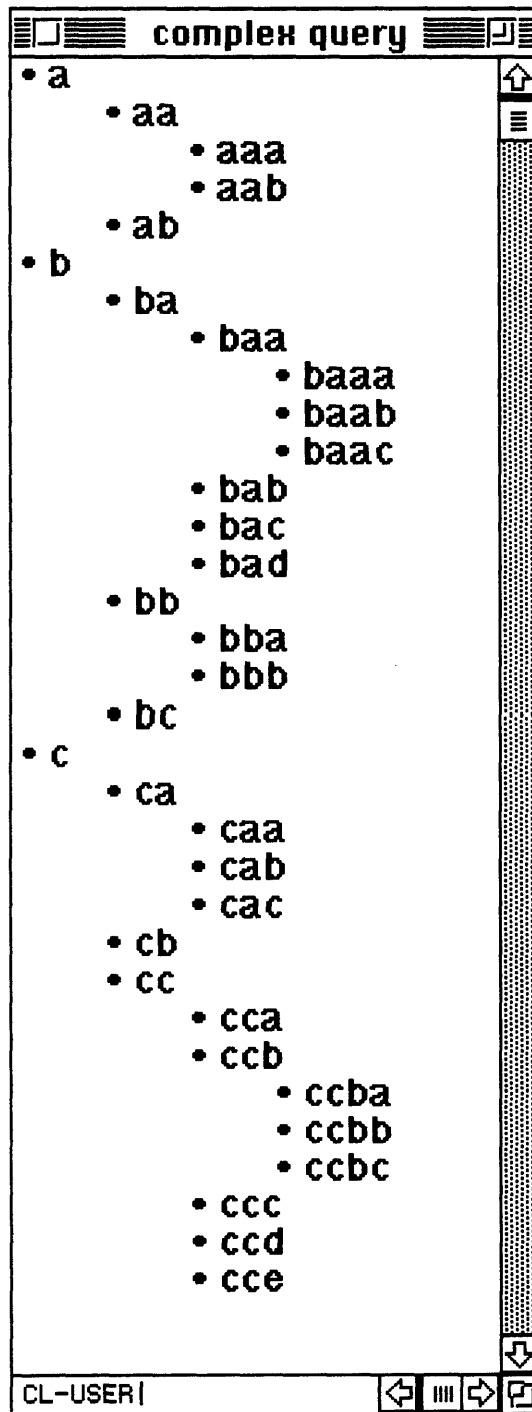 complex query
• a
• aa
• aaa
• aab
• ab
• b
• ba
• baa
• baaa
• baab
• baac
• bab
• bac
• bad
• bb
• bba
• bbb
• bc
• c
• ca
• caa
• cab
• cac
• cb
• cc
• cca
• ccb
• ccba
• ccbb
• ccbc
• ccc
• ccd
• cce
CL-USER|